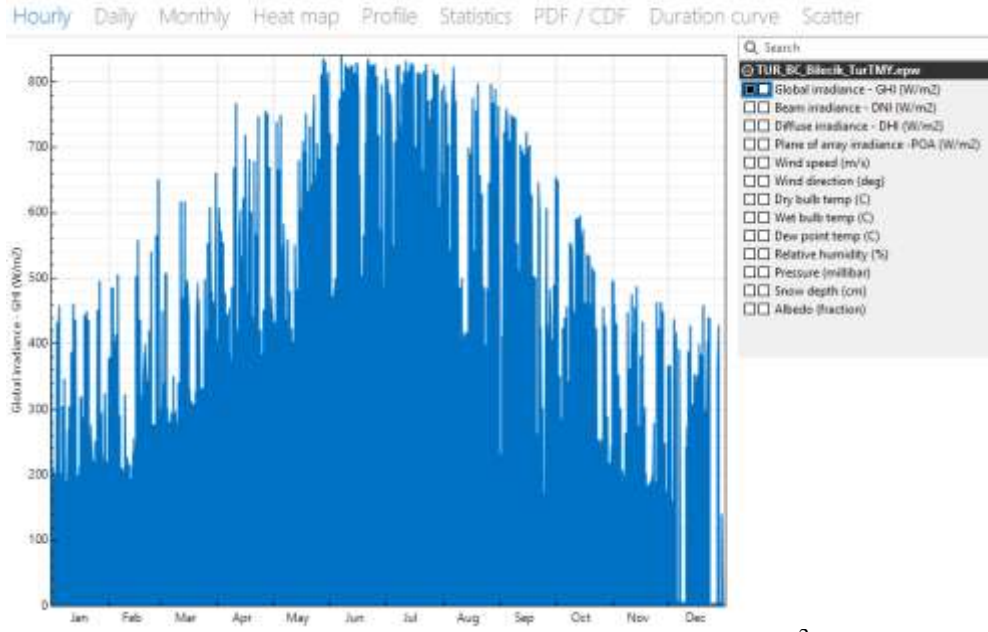 Hourly Daily Monthly Heat map Profile Statistics PDF / CDF Duration curve Scatter
Search
TUR_BC_Bilecik_TurTMY.epw
Global irradiance - GHI (W/m2)
Beam irradiance - DNI (W/m2)
Diffuse irradiance - DHI (W/m2)
Plane of array irradiance -POA (W/m2)
Wind speed (m/s)
Wind direction (deg)
Dry bulb temp (C)
Wet bulb temp (C)
Dew point temp (C)
Relative humidity (%)
Pressure (millibar)
Snow depth (cm)
Albedo (fraction)
Global Irradiance - GHI (W/m2)
800
700
600
500
400
300
200
100
0
Jan Feb Mar Apr May Jun Jul Aug Sep Oct Nov Dec